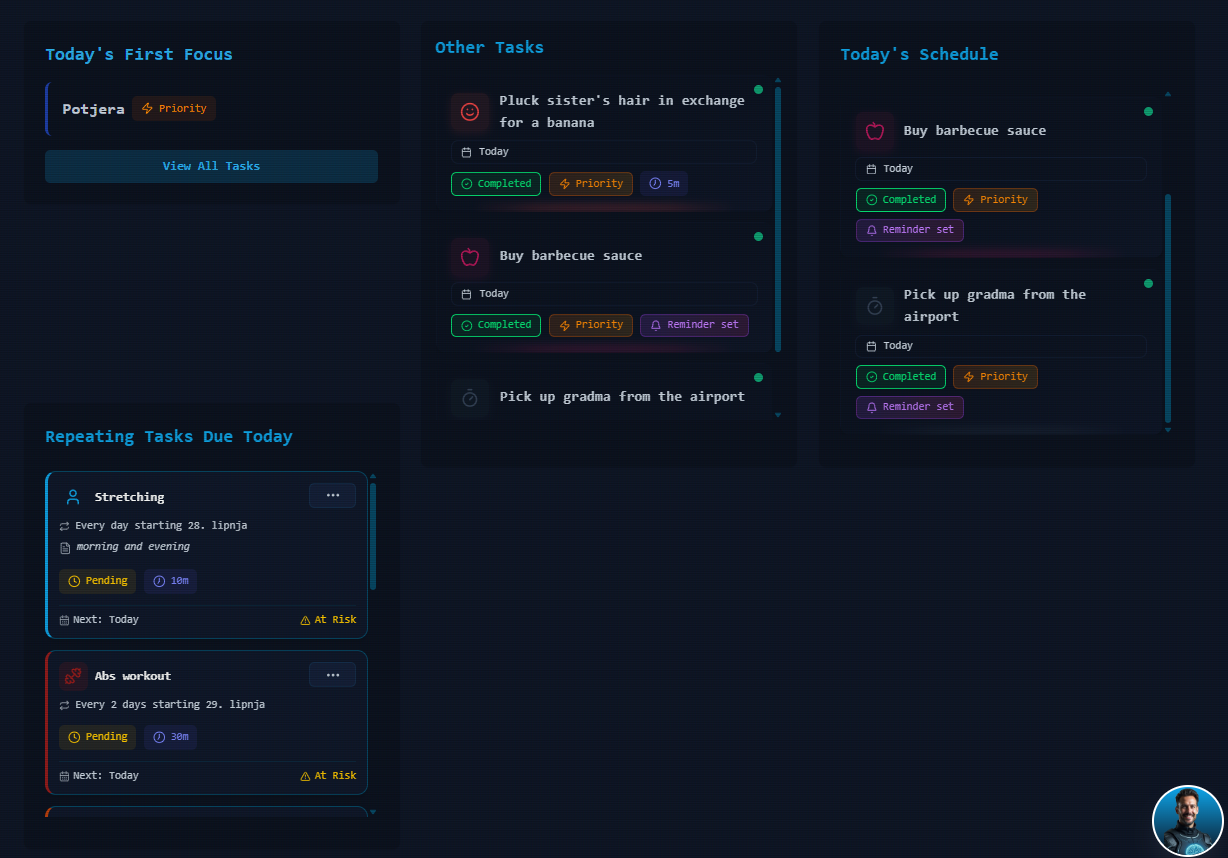 Today's First Focus
Potjera
Priority
View All Tasks
Other Tasks
Pluck sister's hair in exchange
for a banana
Today
Completed
Priority
5m
Buy barbecue sauce
Today
Completed
Priority
Reminder set
Pick up gradma from the airport
Today's Schedule
Buy barbecue sauce
Today
Completed
Priority
Reminder set
Pick up gradma from the
airport
Today
Completed
Priority
Reminder set
Repeating Tasks Due Today
Stretching
Every day starting 28. lipnja
morning and evening
Pending
10m
Next: Today
At Risk
Abs workout
Every 2 days starting 29. lipnja
Pending
30m
Next: Today
At Risk